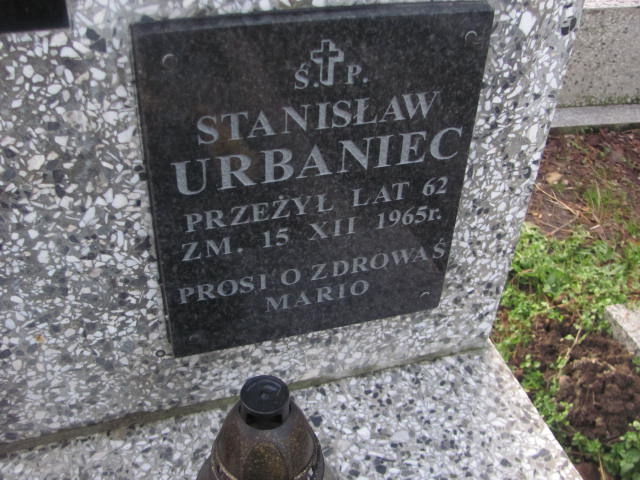 Ś.P.
STANISŁAW
URBANIEC
PRZEŻYŁ LAT 62
ZM. 15 XII 1965r.
PROSI O ZDROWAŚ
MARIO